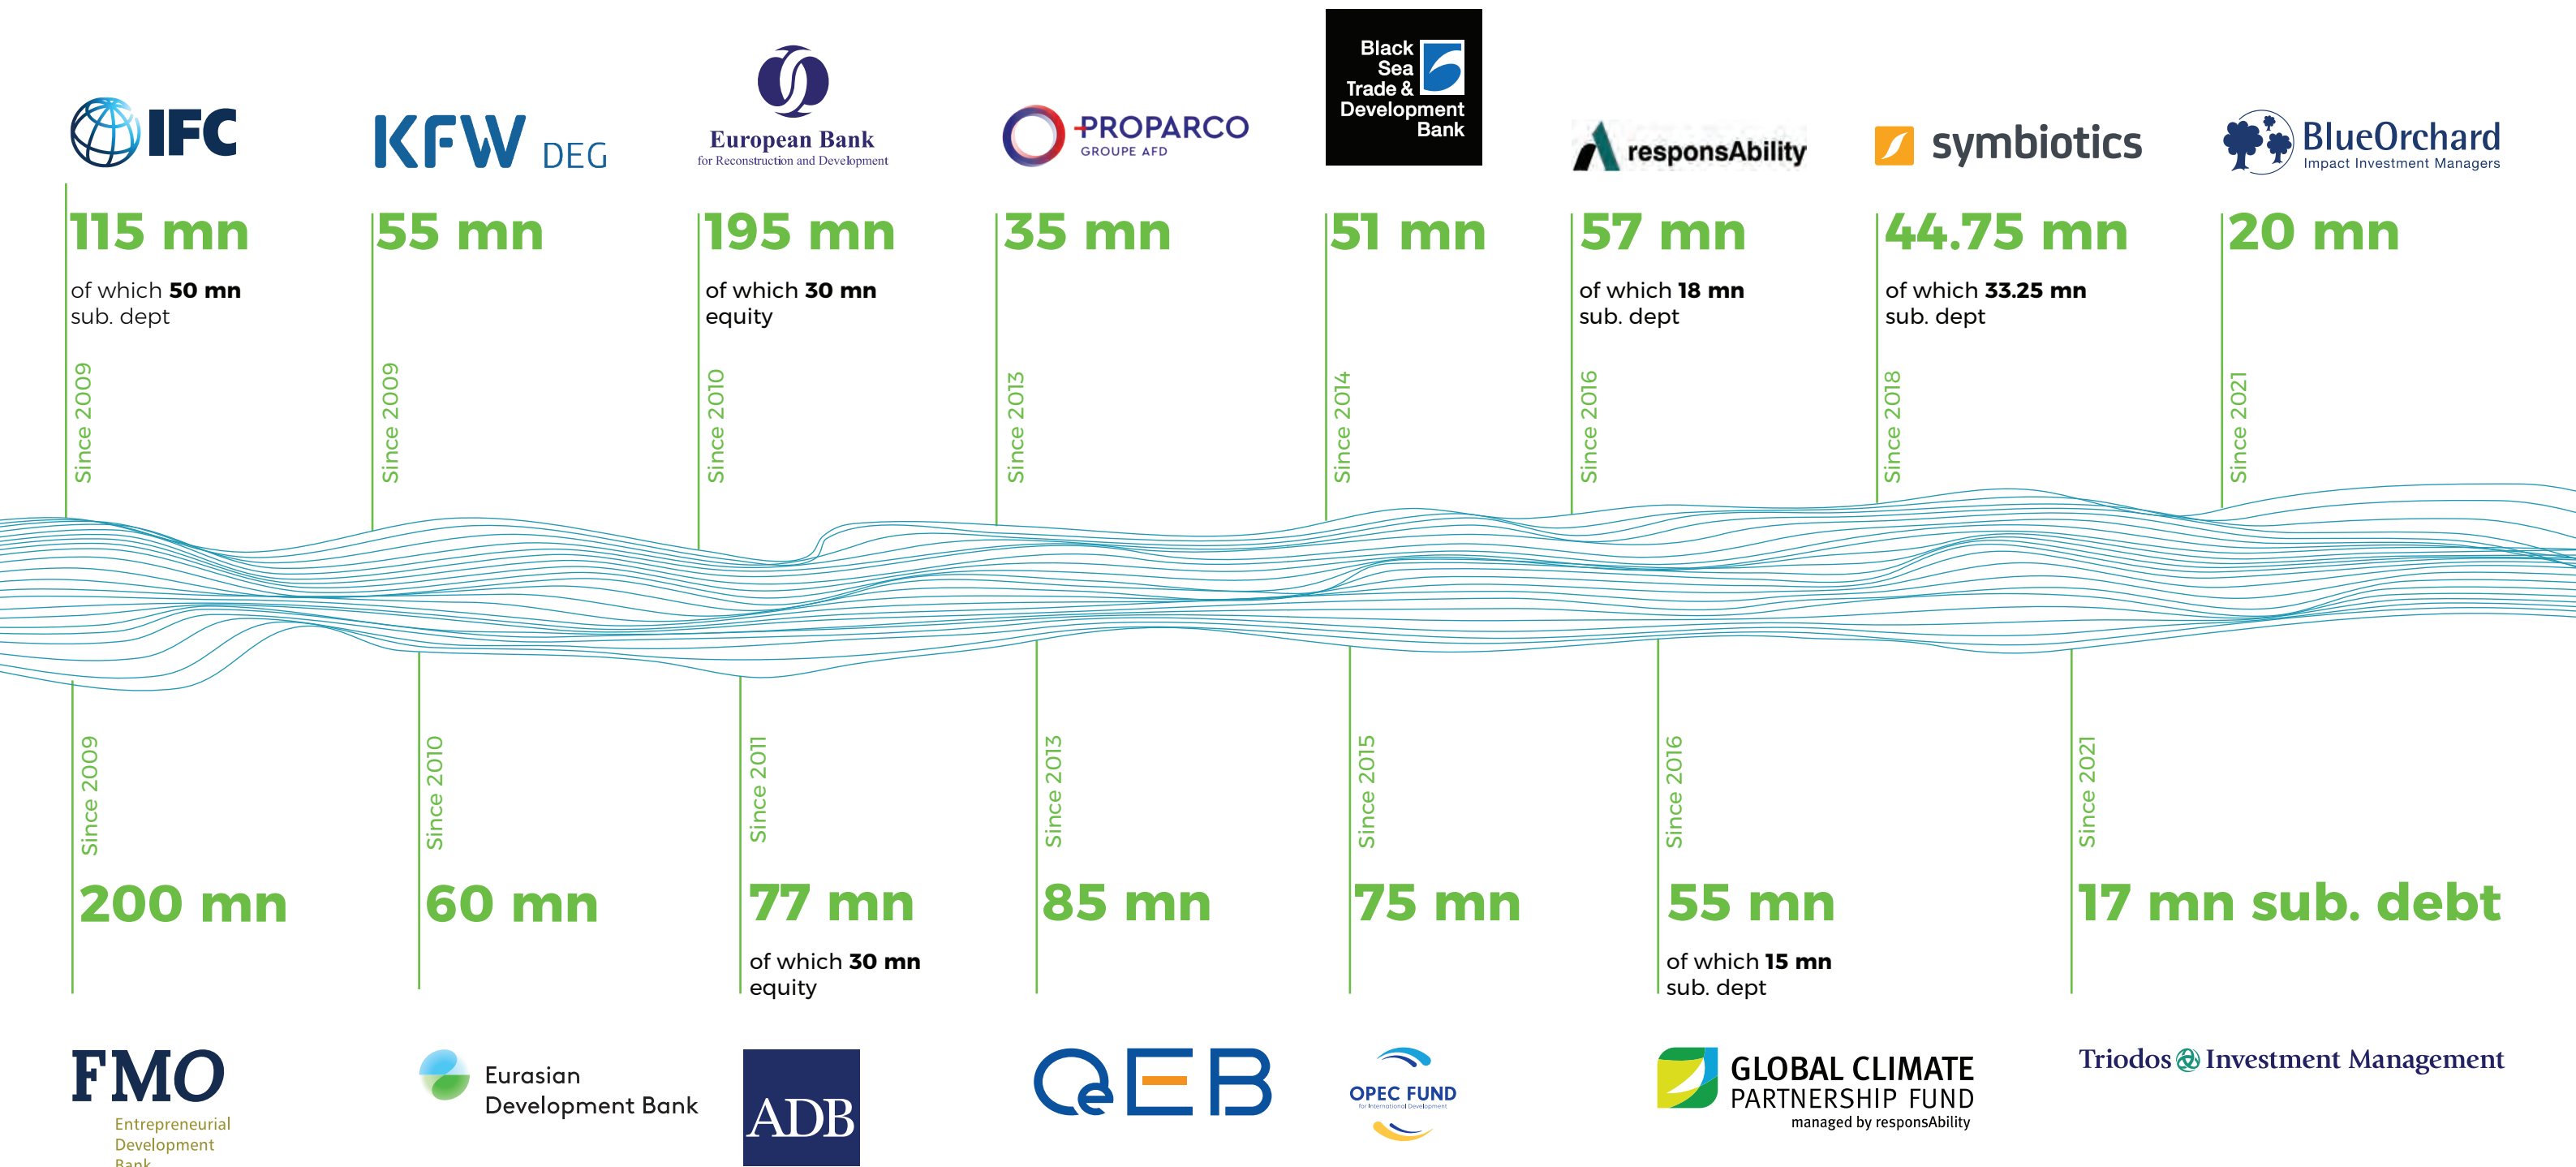 IFC
115 mn
of which 50 mn
sub. dept
Since 2009
KFW DEG
55 mn
Since 2009
European Bank
for Reconstruction and Development
195 mn
of which 30 mn
equity
Since 2010
PROPARCO
GROUPE AFD
35 mn
Since 2013
Black
Sea
Trade &
Development
Bank
51 mn
Since 2014
responsAbility
57 mn
of which 18 mn
sub. dept
Since 2016
symbiotics
44.75 mn
of which 33.25 mn
sub. dept
Since 2018
BlueOrchard
Impact Investment Managers
20 mn
Since 2021
Since 2009
200 mn
FMO
Entrepreneurial
Development
Bank
Since 2010
60 mn
Eurasian
Development Bank
Since 2011
77 mn
of which 30 mn
equity
ADB
Since 2013
85 mn
OeEB
Since 2015
75 mn
OPEC FUND
for International Development
Since 2016
55 mn
of which 15 mn
sub. dept
GLOBAL CLIMATE
PARTNERSHIP FUND
managed by responsAbility
Since 2021
17 mn sub. debt
Triodos Investment Management